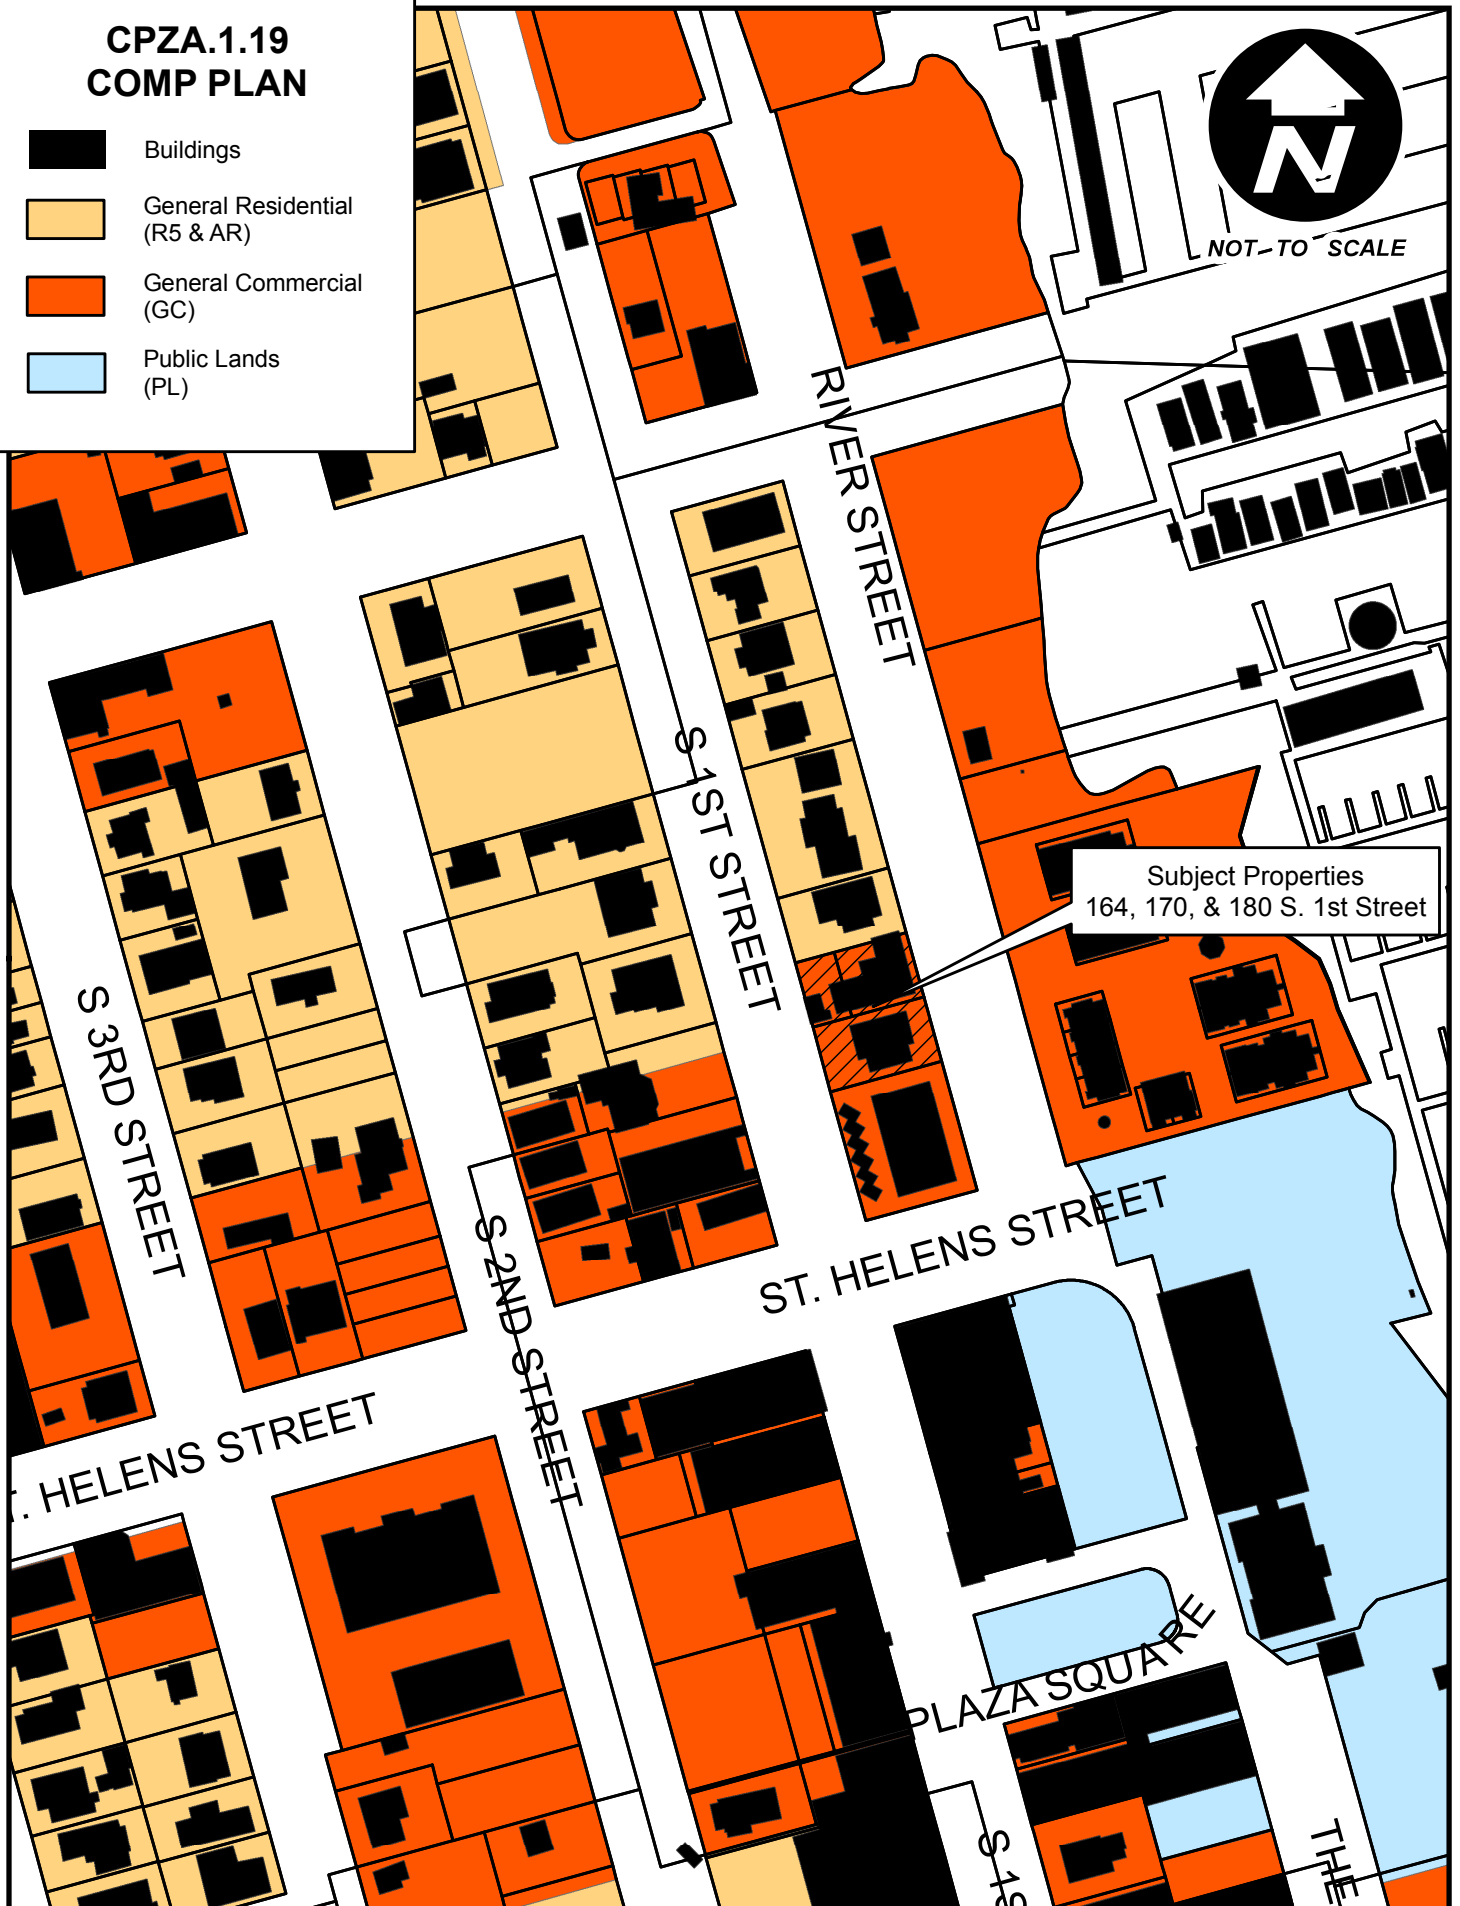 CPZA.1.19
COMP PLAN
Buildings
General Residential
(R5 & AR)
General Commercial
(GC)
Public Lands
(PL)
N
NOT TO SCALE
RIVER STREET
S 1ST STREET
Subject Properties
164, 170, & 180 S. 1st Street
S 3RD STREET
S 2ND STREET
ST. HELENS STREET
T. HELENS STREET
PLAZA SQUARE
S 1S
THE